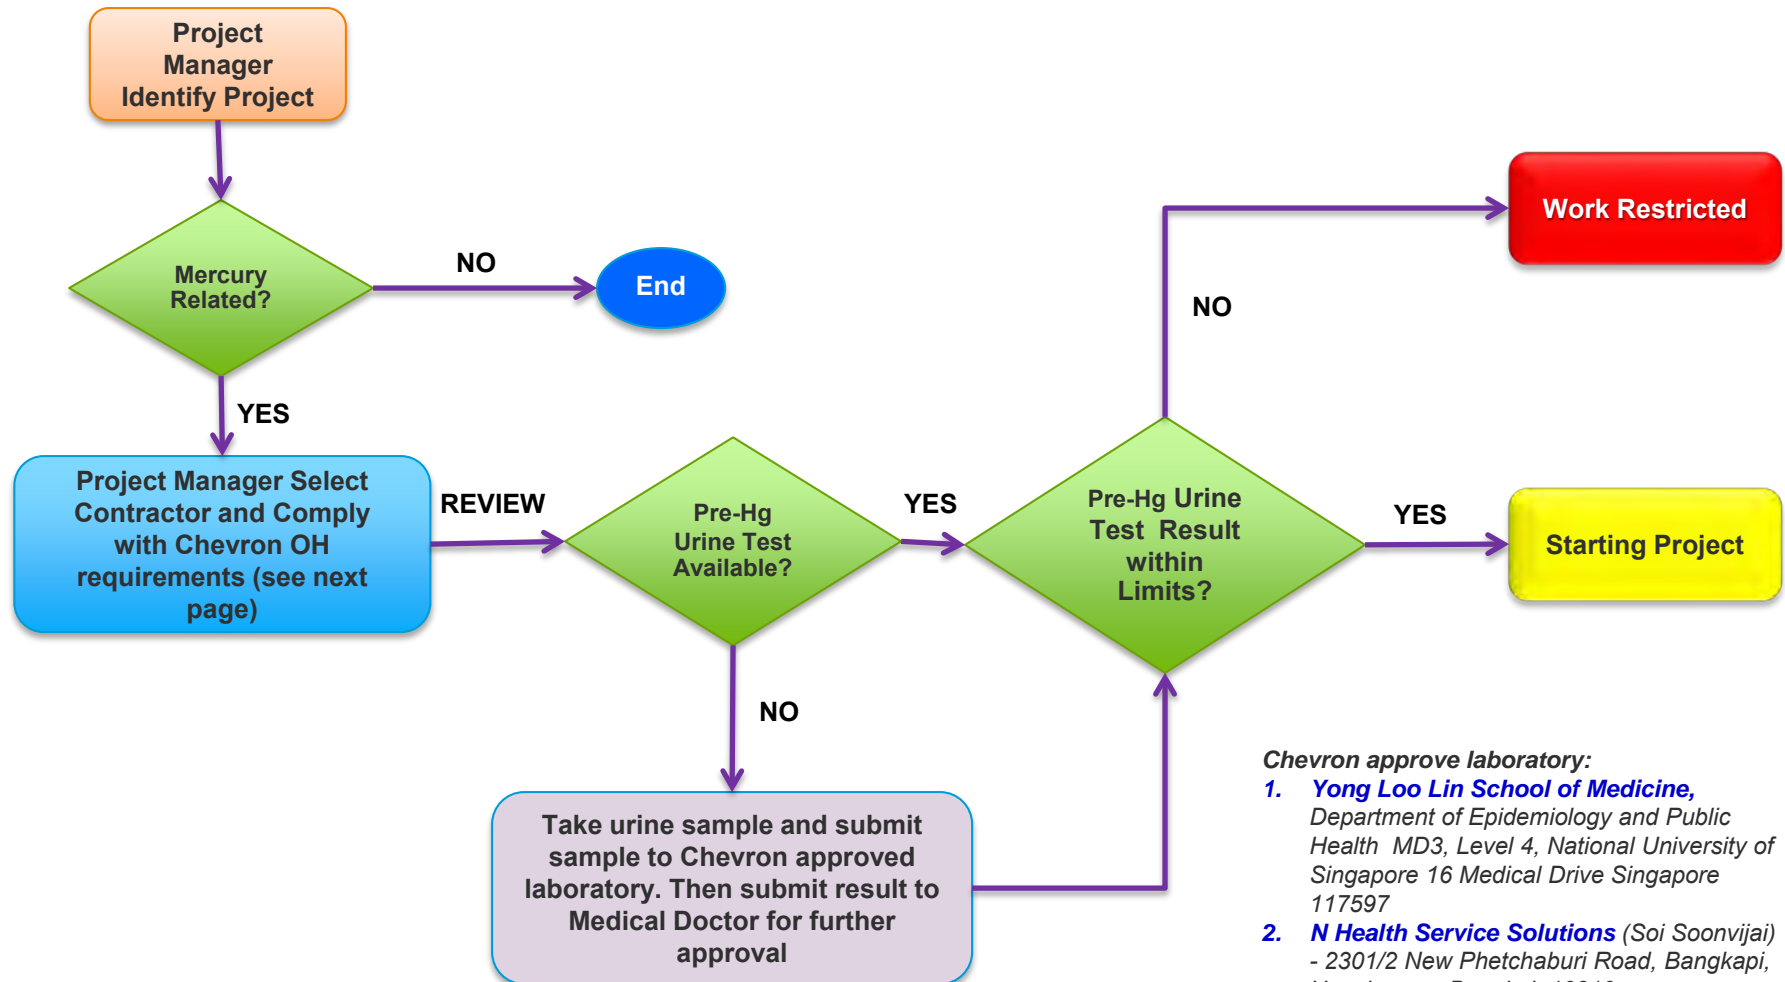 Project
Manager
Identify Project
Mercury
Related?
NO
End
YES
Project Manager Select
Contractor and Comply
with Chevron OH
requirements (see next
page)
REVIEW
Pre-Hg
Urine Test
Available?
YES
Pre-Hg Urine
Test Result
within
Limits?
NO
Work Restricted
YES
Starting Project
NO
Take urine sample and submit
sample to Chevron approved
laboratory. Then submit result to
Medical Doctor for further
approval
Chevron approve laboratory:
1. Yong Loo Lin School of Medicine,
Department of Epidemiology and Public
Health MD3, Level 4, National University of
Singapore 16 Medical Drive Singapore
117597
2. N Health Service Solutions (Soi Soonvijai)
- 2301/2 New Phetchaburi Road, Bangkapi,